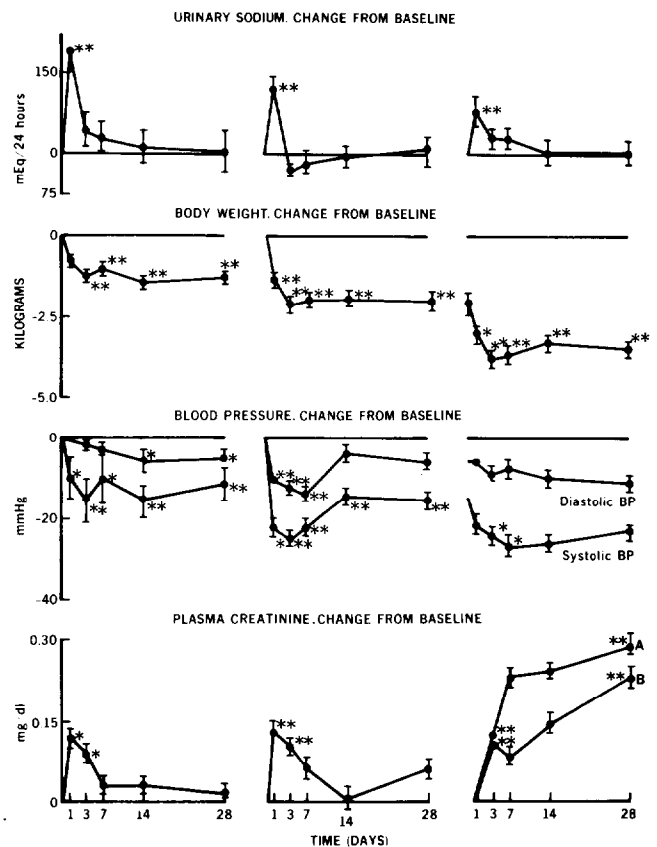 URINARY SODIUM. CHANGE FROM BASELINE
** ** **
150
0
75
mEq/24 hours
BODY WEIGHT. CHANGE FROM BASELINE
0
-2.5
-5.0
KILOGRAMS
** ** ** **
** ** ** ** **
* ** ** ** **
BLOOD PRESSURE. CHANGE FROM BASELINE
0
-20
-40
mmHg
* ** * * ** * **
** ** ** ** ** ** ** **
* *
Diastolic BP
Systolic BP
PLASMA CREATININE. CHANGE FROM BASELINE
0.30
0.15
0
mg dl
* *
** **
** **
** A
** B
1 3 7 14 28
1 3 7 14 28
1 3 7 14 28
TIME (DAYS)